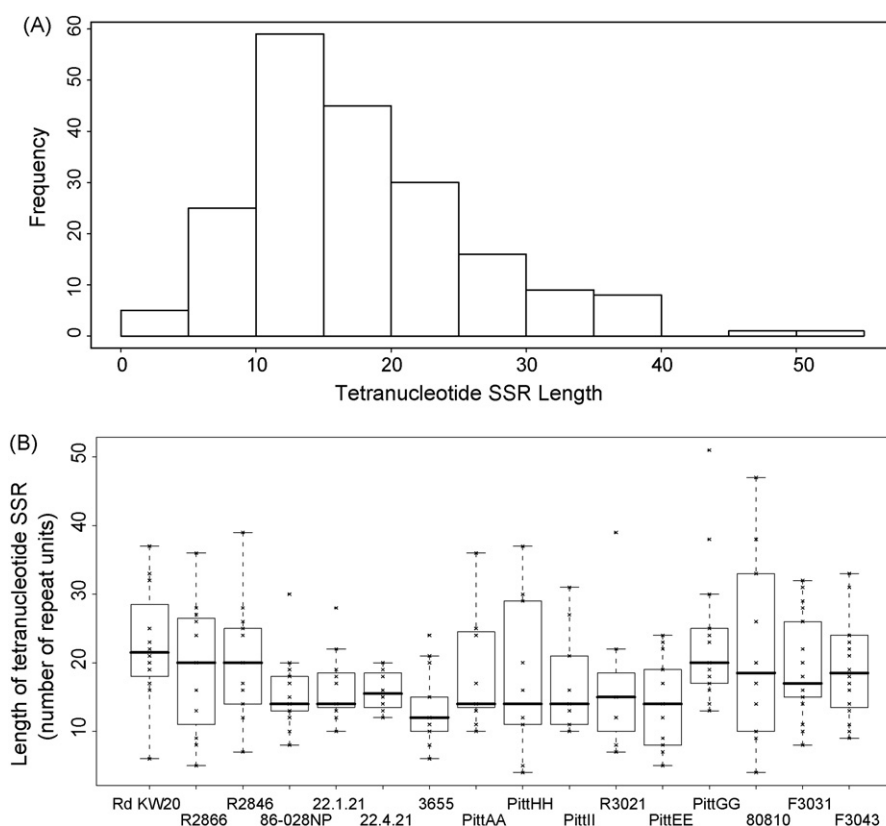 (A)
Frequency
60
50
40
30
20
10
0
0 10 20 30 40 50
Tetranucleotide SSR Length
(B)
Length of tetranucleotide SSR
(number of repeat units)
50
40
30
20
10
Rd KW20 R2846 22.1.21 3655 PittHH R3021 PittGG F3031
R2866 86-028NP 22.4.21 PittAA PittII PittEE 80810 F3043